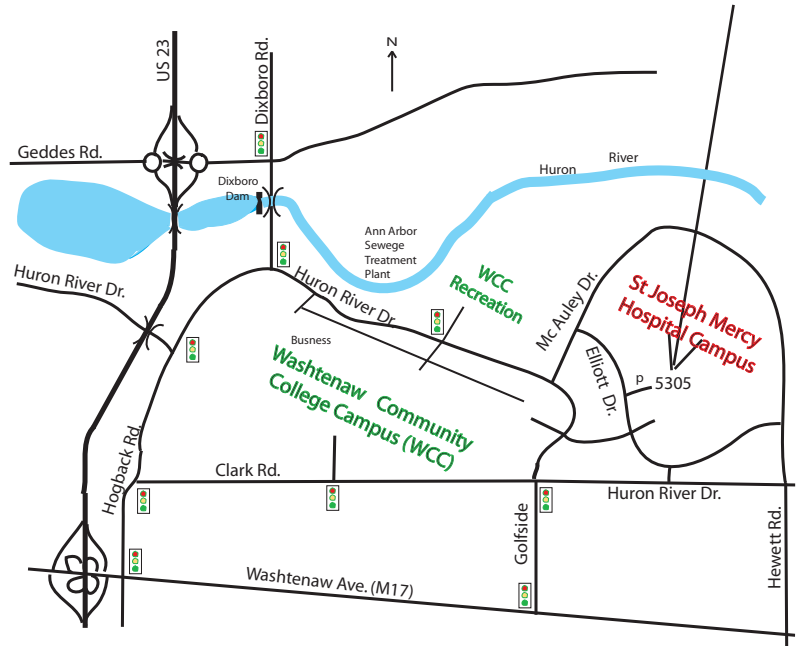 US 23
Dixboro Rd.
N
Geddes Rd.
Dixboro
Dam
Huron
River
Ann Arbor
Sewege
Treatment
Plant
WCC
Recreation
Huron River Dr.
Huron River Dr.
Mc Auley Dr.
St Joseph Mercy
Hospital Campus
Elliott Dr.
P
5305
Busness
Washtenaw Community
College Campus (WCC)
Hogback Rd.
Clark Rd.
Huron River Dr.
Golfside
Hewett Rd.
Washtenaw Ave. (M17)